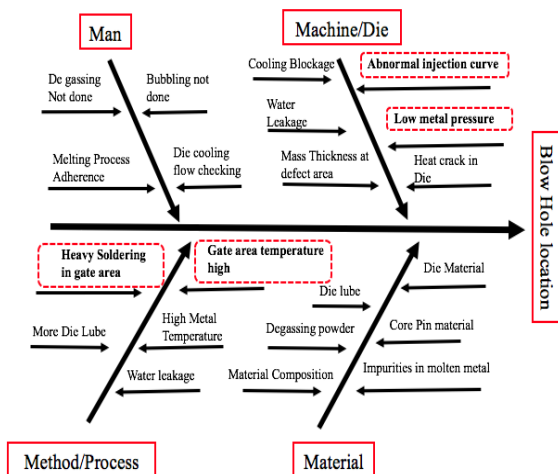 Man
Machine/Die
De gassing
Not done
Bubbling not
done
Cooling Blockage
Abnormal injection curve
Water
Leakage
Low metal pressure
Melting Process
Adherence
Die cooling
flow checking
Mass Thickness at
defect area
Heat crack in
Die
Blow Hole location
Heavy Soldering
in gate area
Gate area temperature
high
Die Material
Die lube
More Die Lube
High Metal
Temperature
Degassing powder
Core Pin material
Water leakage
Material Composition
Impurities in molten metal
Method/Process
Material